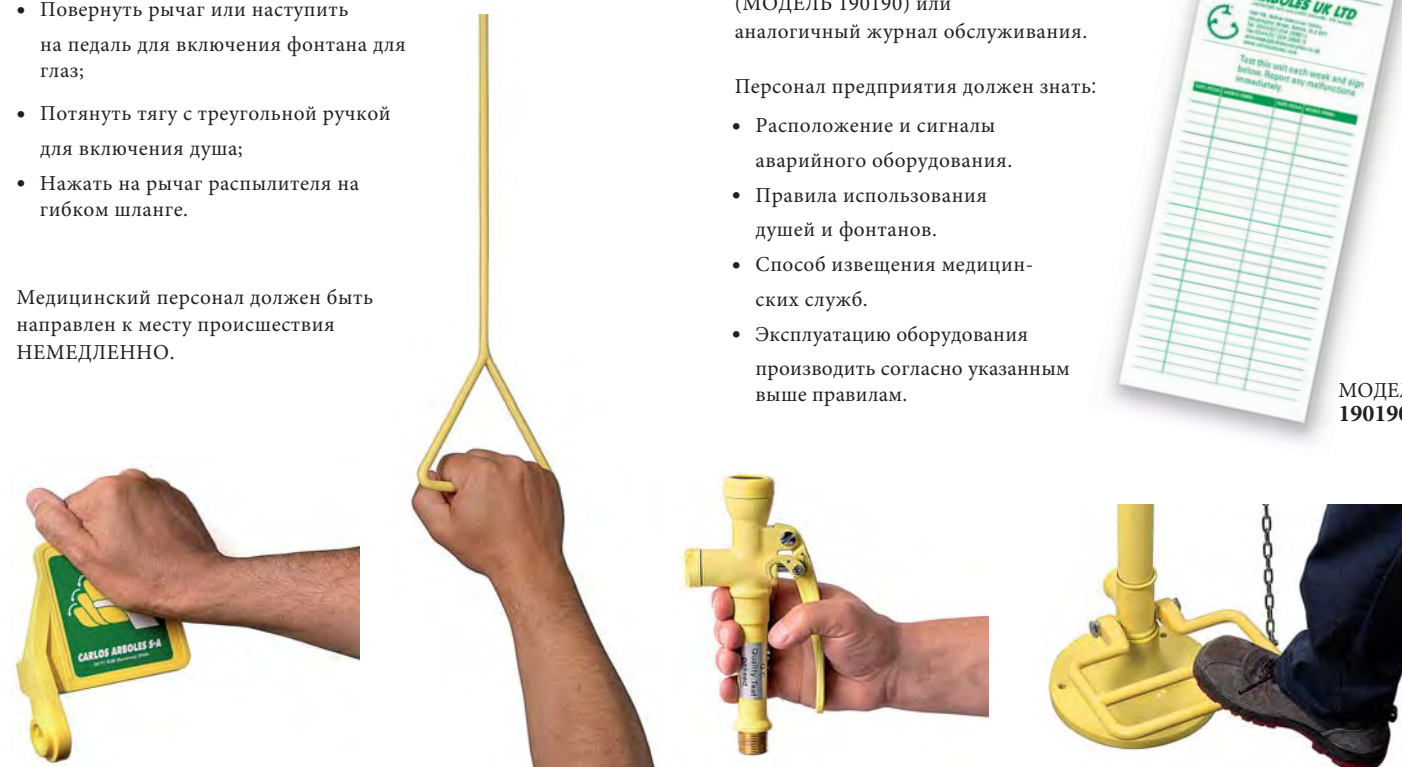 • Повернуть рычаг или наступить
на педаль для включения фонтана для
глаз;
• Потянуть тягу с треугольной ручкой
для включения душа;
• Нажать на рычаг распылителя на
гибком шланге.
Медицинский персонал должен быть
направлен к месту происшествия
НЕМЕДЛЕННО.
(МОДЕЛЬ 190190) или
аналогичный журнал обслуживания.
Персонал предприятия должен знать:
• Расположение и сигналы
аварийного оборудования.
• Правила использования
душей и фонтанов.
• Способ извещения медицин-
ских служб.
• Эксплуатацию оборудования
производить согласно указанным
выше правилам.
ARBOLES UK LTD
Test this unit each week and sign
below. Report any malfunctions
immediately.
МОДЕЛ
190190
CARLOS ARBOLES S-A
Quality Test